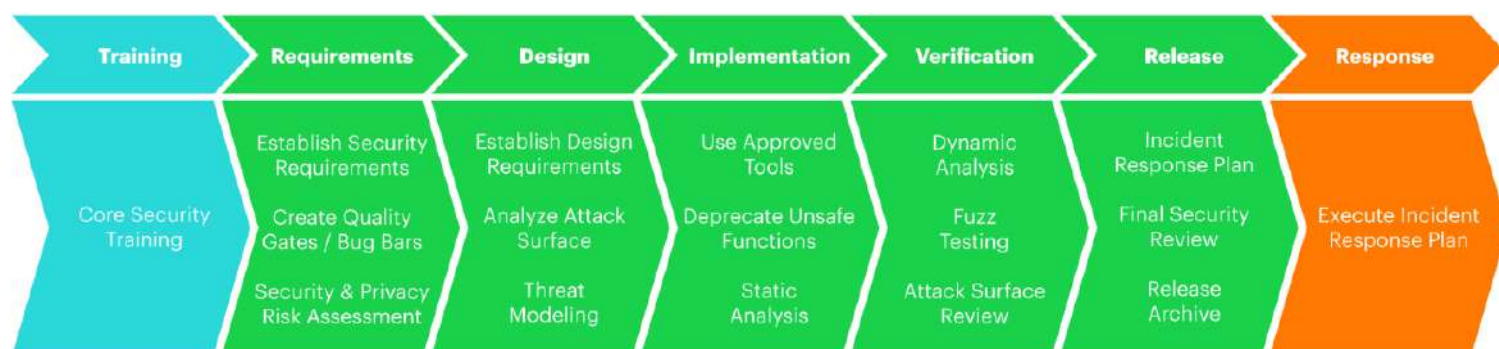 Training
Requirements
Design
Implementation
Verification
Release
Response
Core Security
Training
Establish Security
Requirements
Create Quality
Gates / Bug Bars
Security & Privacy
Risk Assessment
Establish Design
Requirements
Analyze Attack
Surface
Threat
Modeling
Use Approved
Tools
Deprecate Unsafe
Functions
Static
Analysis
Dynamic
Analysis
Fuzz
Testing
Attack Surface
Review
Incident
Response Plan
Final Security
Review
Release
Archive
Execute Incident
Response Plan